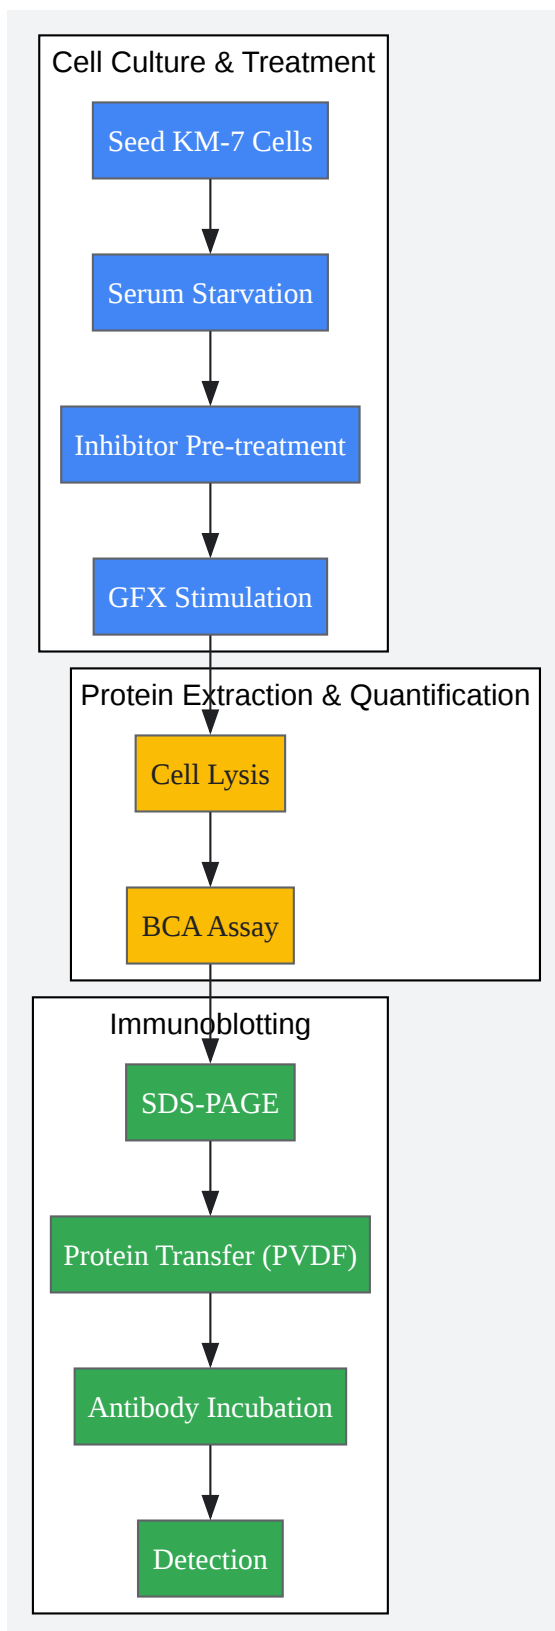 Cell Culture & Treatment
Seed KM-7 Cells
Serum Starvation
Inhibitor Pre-treatment
GFX Stimulation
Protein Extraction & Quantification
Cell Lysis
BCA Assay
Immunoblotting
SDS-PAGE
Protein Transfer (PVDF)
Antibody Incubation
Detection